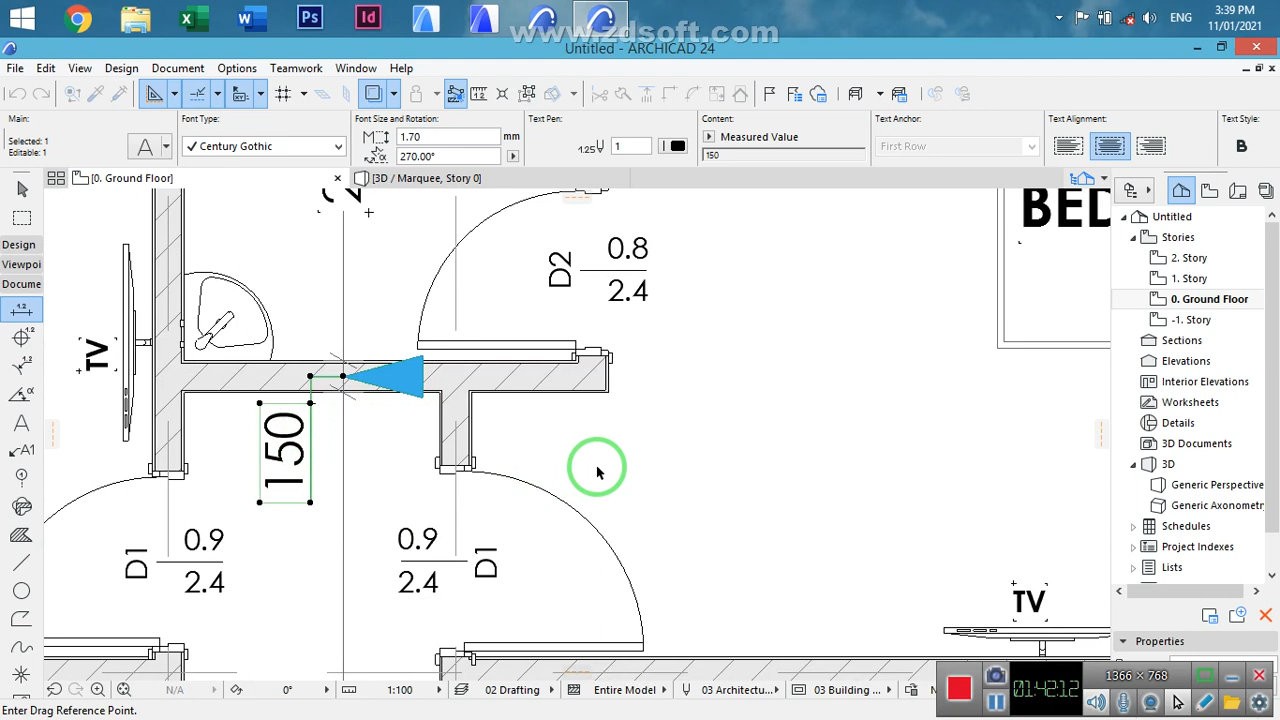 3:39 PM
ENG
11/01/2021
www.zdsoft.com
Untitled - ARCHICAD 24
File Edit View Design Document Options Teamwork Window Help
Main:
Selected: 1
Editable: 1
Font Type:
Century Gothic
Font Size and Rotation:
1.70 mm
270.00°
Text Pen:
1.25 1
Content:
Measured Value
150
Text Anchor:
First Row
Text Alignment:
Text Style:
B
[0. Ground Floor]
[3D / Marquee, Story 0]
Design
Viewpoi
Docume
TV
D2
0.8
2.4
150
D1
0.9
2.4
0.9
2.4
D1
TV
BED
Untitled
Stories
2. Story
1. Story
0. Ground Floor
-1. Story
Sections
Elevations
Interior Elevations
Worksheets
Details
3D Documents
3D
Generic Perspective
Generic Axonometr
Schedules
Project Indexes
Lists
Properties
N/A
0°
1:100
02 Drafting
Entire Model
03 Architectu...
03 Building ...
1366 × 768
01:42:12
Enter Drag Reference Point.